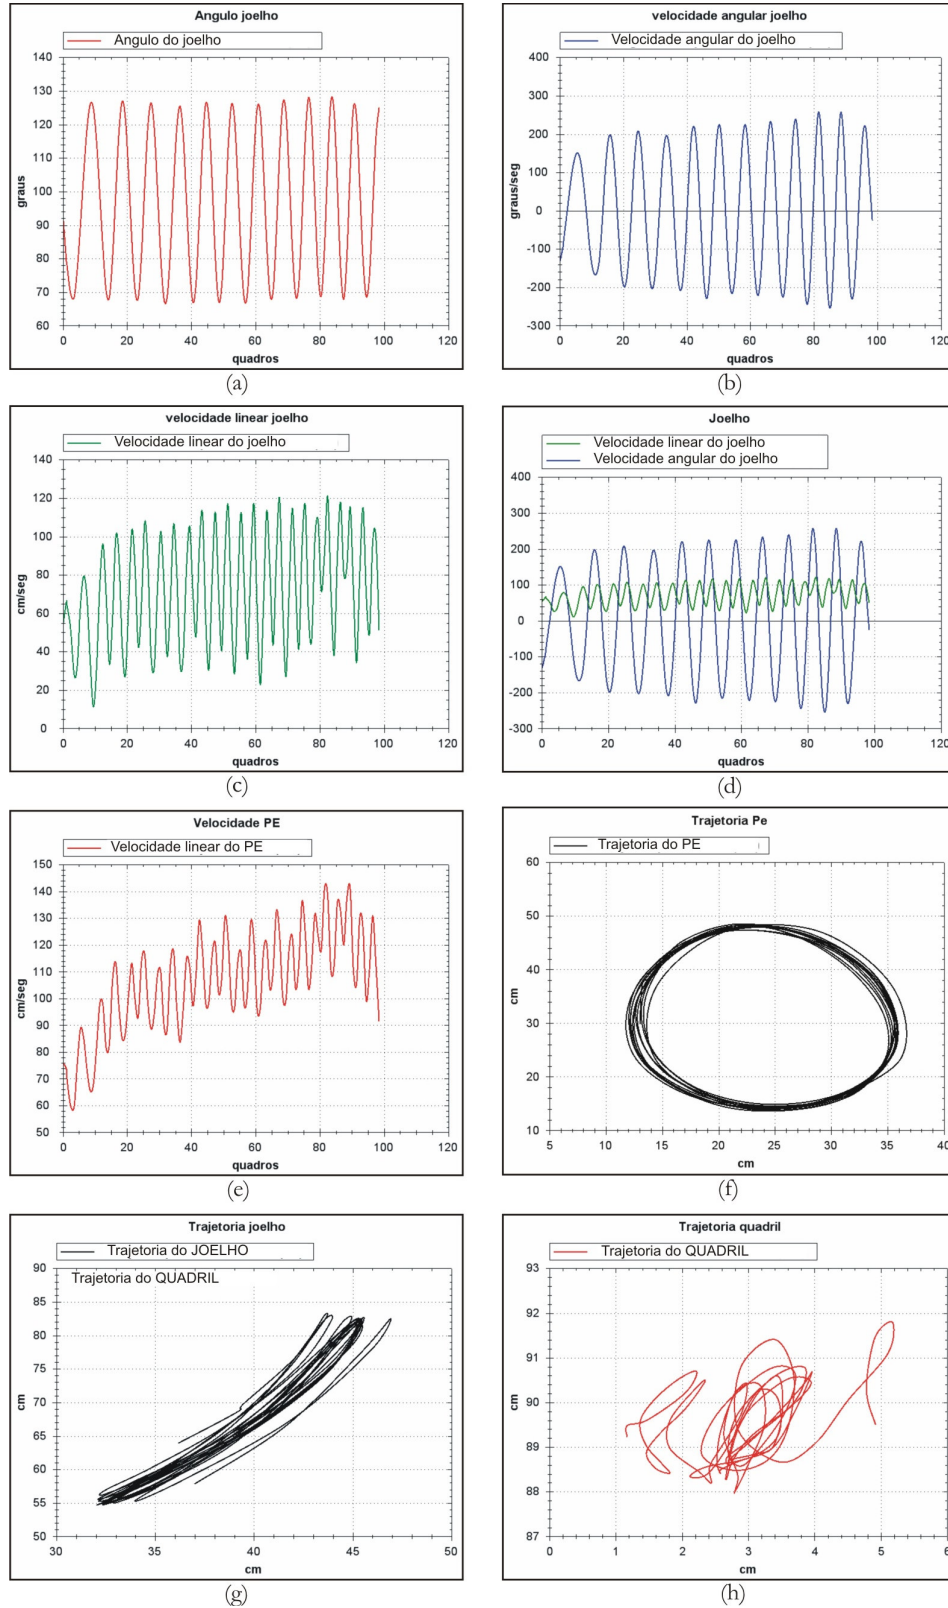 Angulo joelho
Angulo do joelho
graus
140
130
120
110
100
90
80
70
60
0 20 40 60 80 100 120
quadros
(a)
velocidade angular joelho
Velocidade angular do joelho
graus/seg
400
300
200
100
0
-100
-200
-300
0 20 40 60 80 100 120
quadros
(b)
velocidade linear joelho
Velocidade linear do joelho
cm/seg
140
120
100
80
60
40
20
0
0 20 40 60 80 100 120
quadros
(c)
Joelho
Velocidade linear do joelho
Velocidade angular do joelho
400
300
200
100
0
-100
-200
-300
0 20 40 60 80 100 120
quadros
(d)
Velocidade PE
Velocidade linear do PE
cm/seg
150
140
130
120
110
100
90
80
70
60
50
0 20 40 60 80 100 120
quadros
(e)
Trajetoria Pe
Trajetoria do PE
cm
60
50
40
30
20
10
5 10 15 20 25 30 35 40
cm
(f)
Trajetoria joelho
Trajetoria do JOELHO
Trajetoria do QUADRIL
cm
90
85
80
75
70
65
60
55
50
30 35 40 45 50
cm
(g)
Trajetoria quadril
Trajetoria do QUADRIL
cm
93
92
91
90
89
88
87
0 1 2 3 4 5 6
cm
(h)